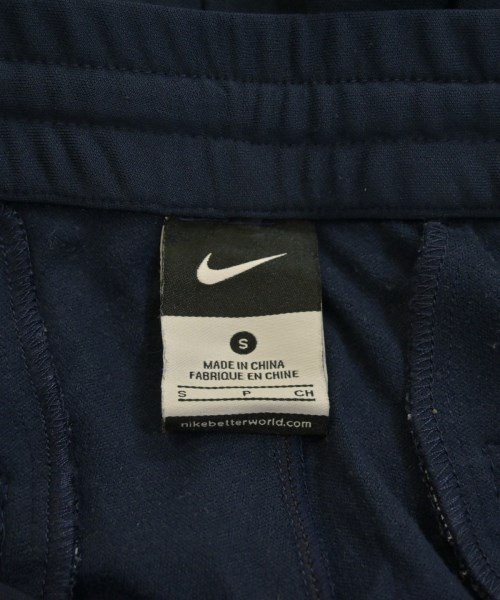 S
MADE IN CHINA
FABRIQUE EN CHINE
S P CH
nikebetterworld.com